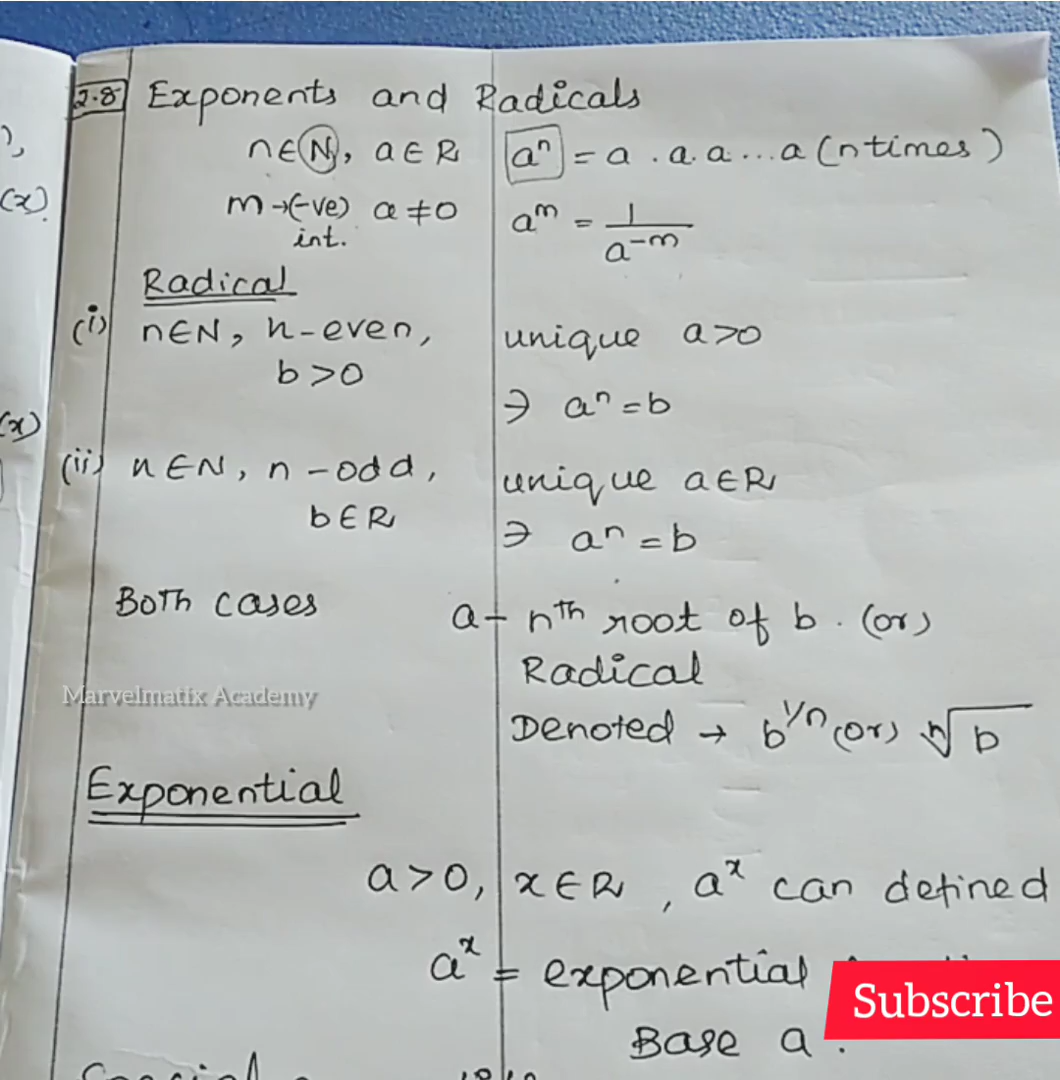 2.8 Exponents and Radicals
n∈N, a∈R aⁿ = a . a . a ... a (n times)
m→(-ve) int. a≠0 aᵐ = 1/a⁻ᵐ
Radical
(i) n∈N, n-even, unique a>0
b>0
∋ aⁿ = b
(ii) n∈N, n-odd, unique a∈R
b∈R ∋ aⁿ = b
Both cases a - nᵗʰ root of b . (or)
Radical
Marvelmatix Academy
Denoted → b^1/n (or) ⁿ√b
Exponential
a>0, x∈R, aˣ can defined
aˣ = exponential
Subscribe
Base a .
(x)
(x)